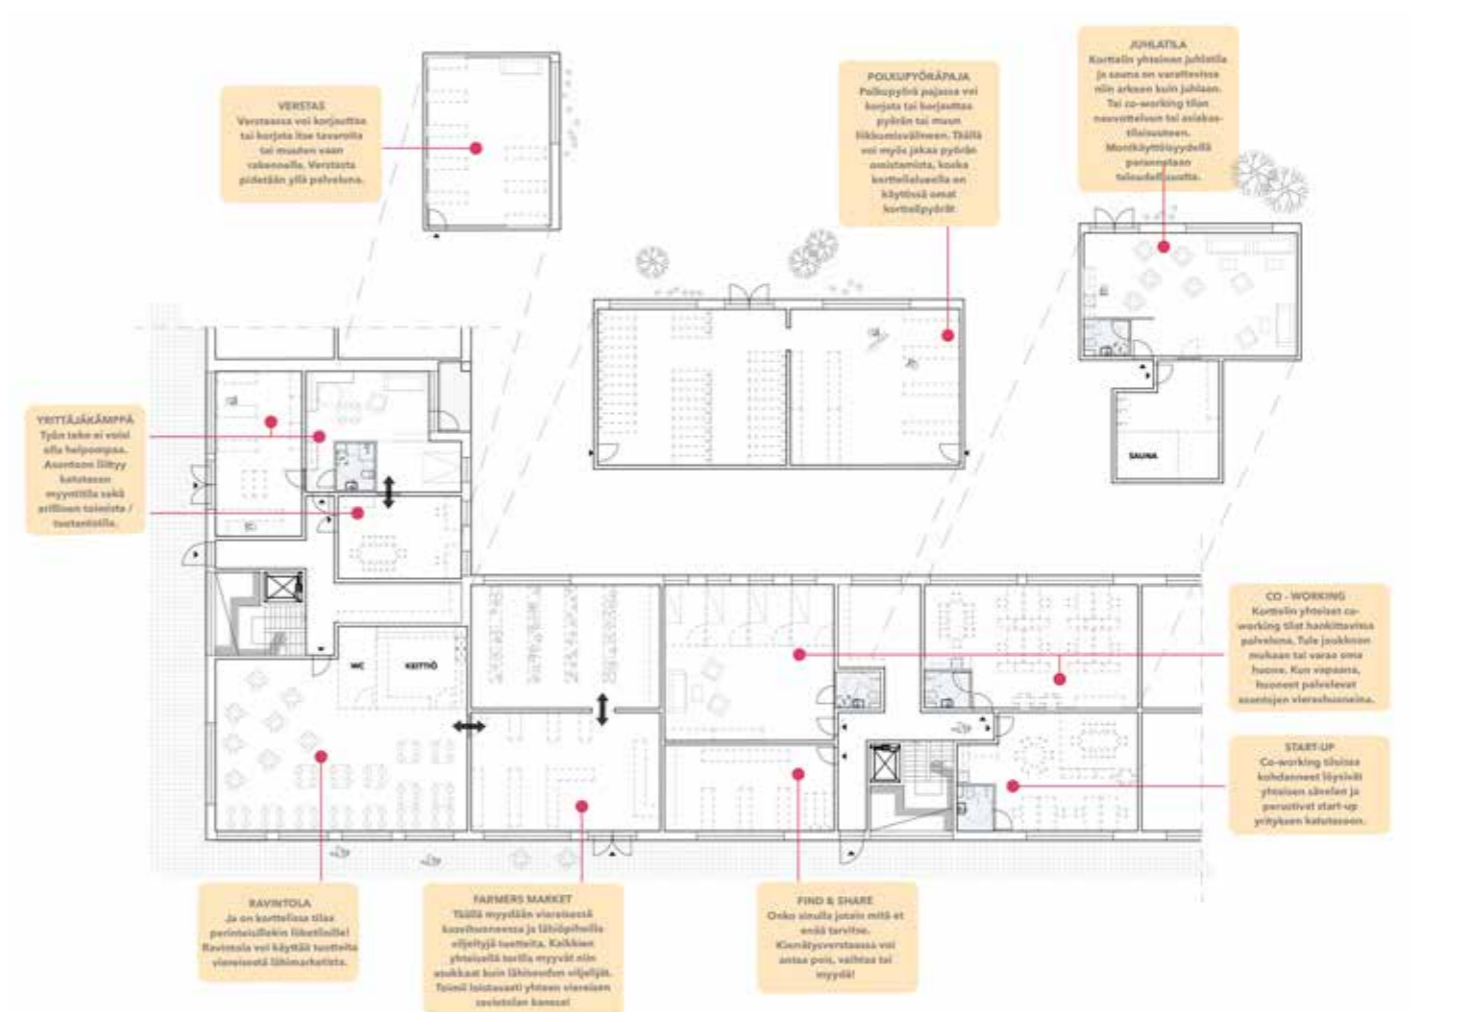 VERSTAS
Verstaassa voi korjauttaa
tai korjata itse tavaroita
tai muuten vaan
rakennella. Verstasta
pidetään yllä palveluna.
POLKUPYÖRÄPAJA
Polkupyörä pajassa voi
korjata tai korjauttaa
pyörän tai muun
liikkumisvälineen. Täällä
voi myös jakaa pyörän
omistamista, koska
korttelialueella on
käytössä omat
korttelipyörät
JUHLATILA
Korttelin yhteinen juhlatila
ja sauna on varattavissa
niin arkeen kuin juhlaan.
Tai co-working tilan
neuvotteluun tai asiakas-
tilaisuuteen.
Monikäyttöisyydellä
parannetaan
taloudellisuutta.
YRITTÄJÄKÄMPPÄ
Työn teko ei voisi
olla helpompaa.
Asuntoon liittyy
katutason
myyntitila sekä
erillinen toimisto /
tuotantotila.
SAUNA
WC
KEITTIÖ
CO - WORKING
Korttelin yhteiset co-
working tilat hankittavissa
palveluna. Tule joukkoon
mukaan tai varaa oma
huone. Kun vapaana,
huoneet palvelevat
asuntojen vierashuoneina.
START-UP
Co-working tiloissa
kohdanneet löysivät
yhteisen sävelen ja
perustivat start-up
yrityksen katutasoon.
RAVINTOLA
Ja on korttelissa tilaa
perinteisillekin liiketiloille!
Ravintola voi käyttää tuotteita
viereisestä lähimarketista.
FARMERS MARKET
Täällä myydään viereisessä
kasvihuoneessa ja lähiöpihoilla
viljeltyjä tuotteita. Kaikkien
yhteisellä torilla myyvät niin
asukkaat kuin lähiseudun viljelijät.
Toimii loistavasti yhteen viereisen
ravintolan kanssa!
FIND & SHARE
Onko sinulla jotain mitä et
enää tarvitse.
Kierrätysverstaassa voi
antaa pois, vaihtaa tai
myydä!